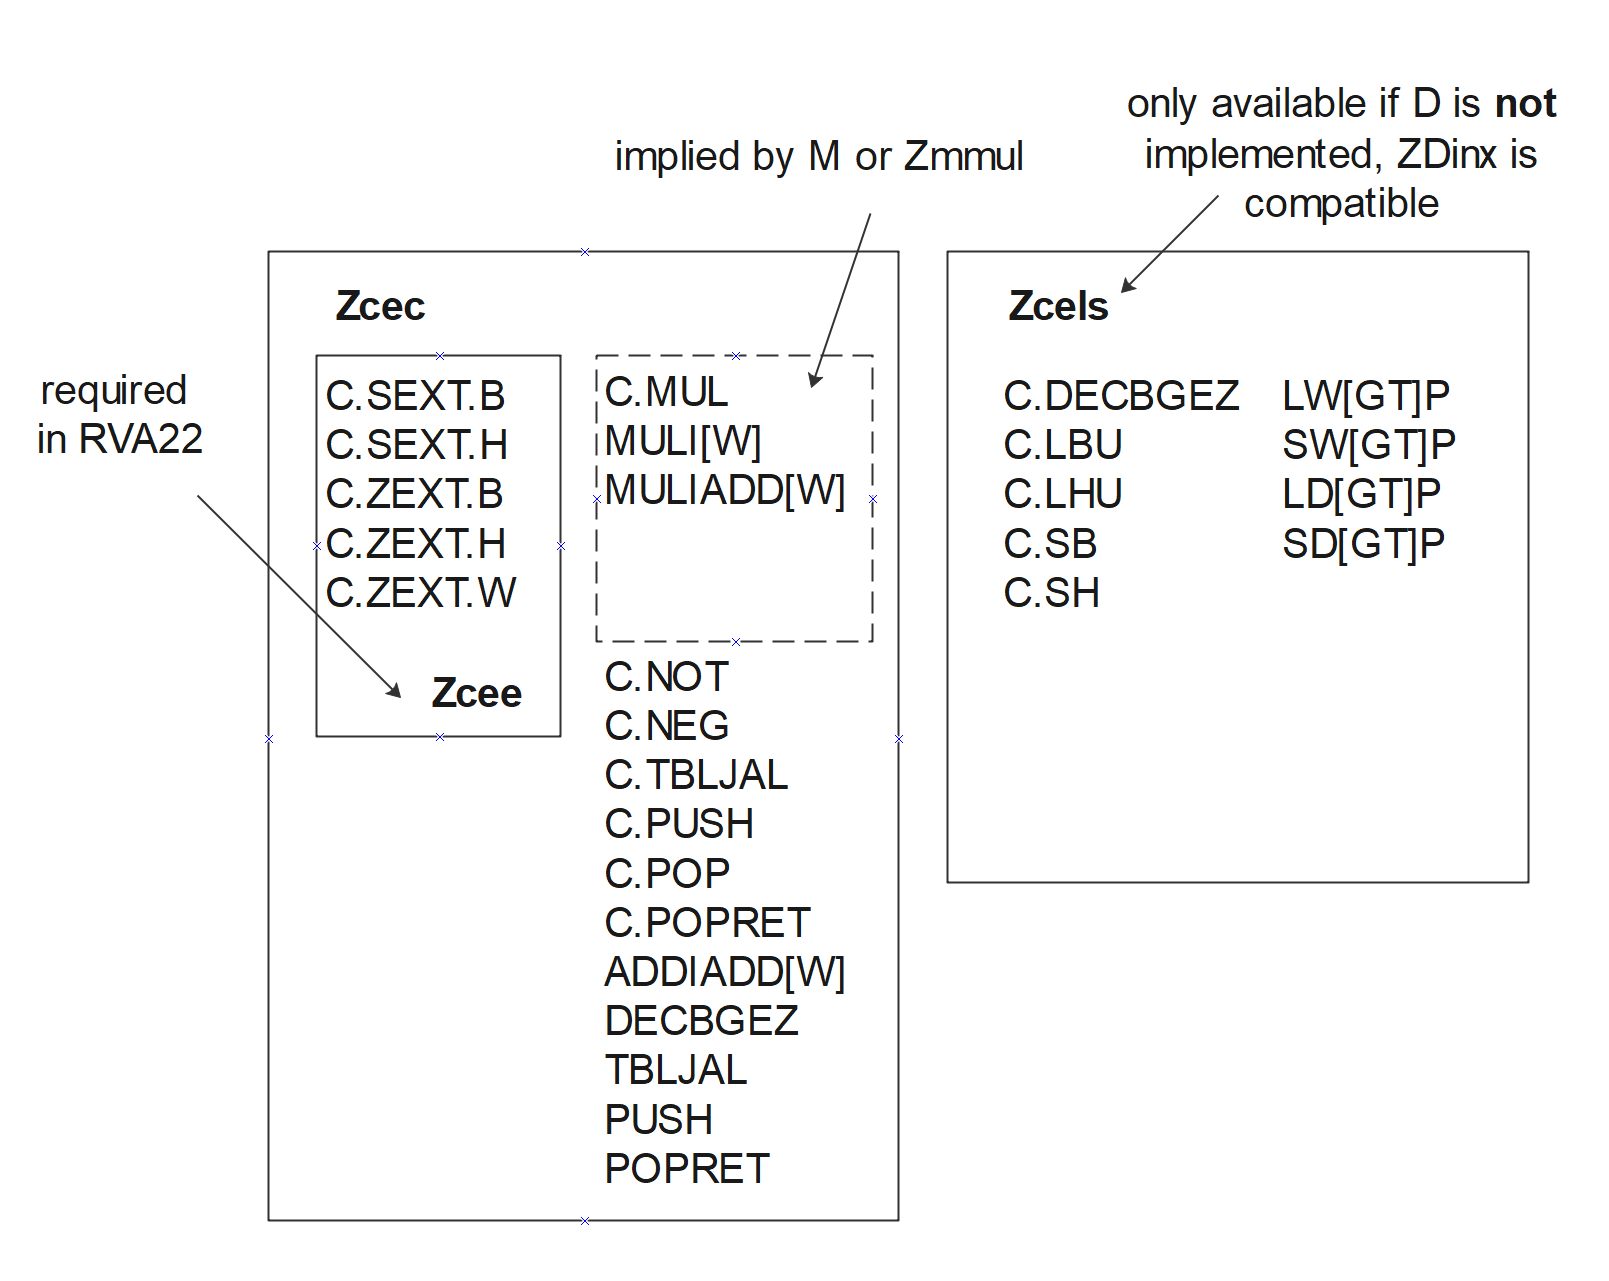 only available if D is not
implemented, ZDinx is
compatible
implied by M or Zmmul
required
in RVA22
Zcec
C.SEXT.B
C.SEXT.H
C.ZEXT.B
C.ZEXT.H
C.ZEXT.W
Zcee
C.MUL
MULI[W]
MULIADD[W]
C.NOT
C.NEG
C.TBLJAL
C.PUSH
C.POP
C.POPRET
ADDIADD[W]
DECBGEZ
TBLJAL
PUSH
POPRET
Zcels
C.DECBGEZ
C.LBU
C.LHU
C.SB
C.SH
LW[GT]P
SW[GT]P
LD[GT]P
SD[GT]P